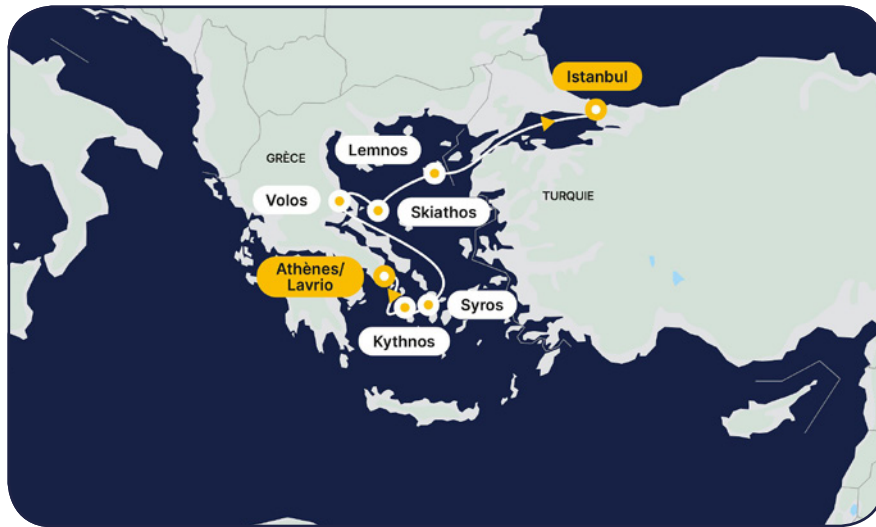 Istanbul
Lemnos
GRÈCE
Volos
Skiathos
TURQUIE
Athènes/
Lavrio
Syros
Kythnos